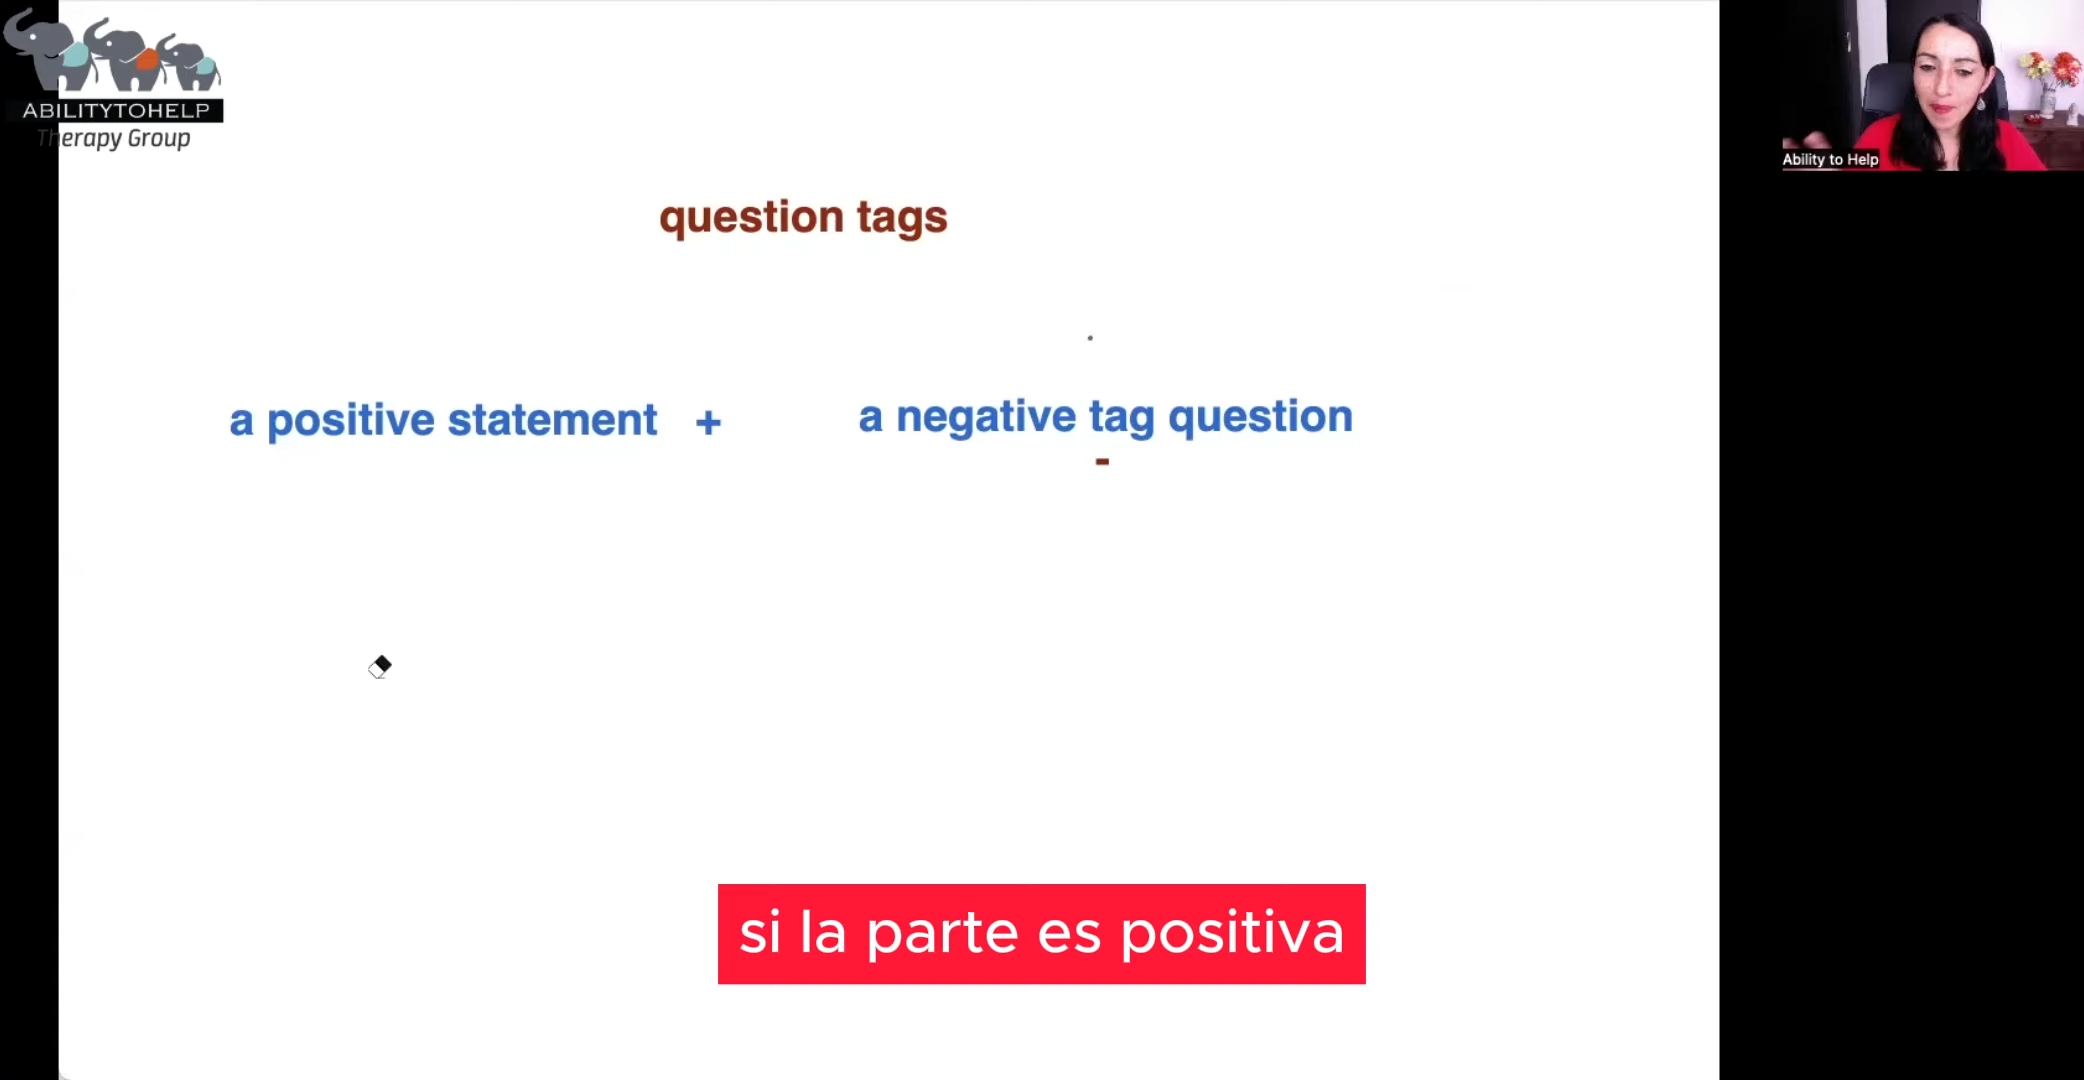 ABILITYTOHELP
Therapy Group
Ability to Help
question tags
a positive statement + a negative tag question
-
si la parte es positiva